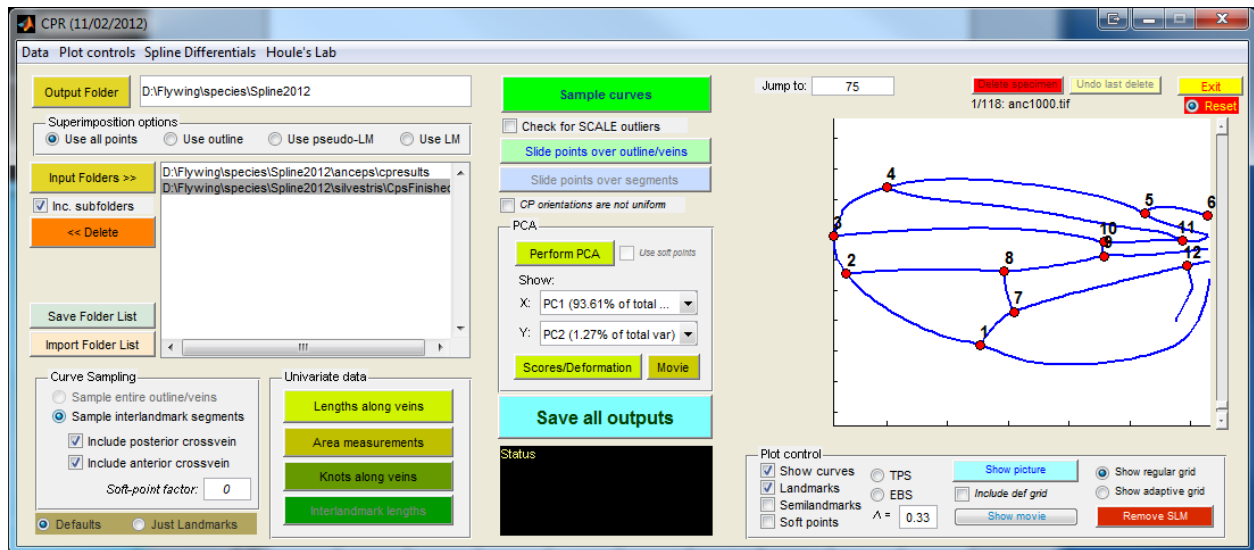 CPR (11/02/2012)
Data Plot controls Spline Differentials Houle's Lab
Output Folder D:\Flywing\species\Spline2012
Superimposition options
Use all points Use outline Use pseudo-LM Use LM
Input Folders >>
Inc. subfolders
<< Delete
D:\Flywing\species\Spline2012\anceps\cpresults
D:\Flywing\species\Spline2012\silvestris\CpsFinished
Save Folder List
Import Folder List
Curve Sampling
Sample entire outline/veins
Sample interlandmark segments
Include posterior crossvein
Include anterior crossvein
Soft-point factor: 0
Defaults Just Landmarks
Univariate data
Lengths along veins
Area measurements
Knots along veins
Interlandmark lengths
Sample curves
Check for SCALE outliers
Slide points over outline/veins
Slide points over segments
CP orientations are not uniform
PCA
Perform PCA Use soft points
Show:
X: PC1 (93.61% of total ...
Y: PC2 (1.27% of total var)
Scores/Deformation Movie
Save all outputs
Status
Jump to: 75
Delete specimen Undo last delete Exit
1/118: anc1000.tif Reset
4
5 6
3 10 11
9
2 8 12
7
1
Plot control
Show curves
Landmarks
Semilandmarks
Soft points
TPS
EBS
Λ = 0.33
Show picture
Include def grid
Show movie
Show regular grid
Show adaptive grid
Remove SLM